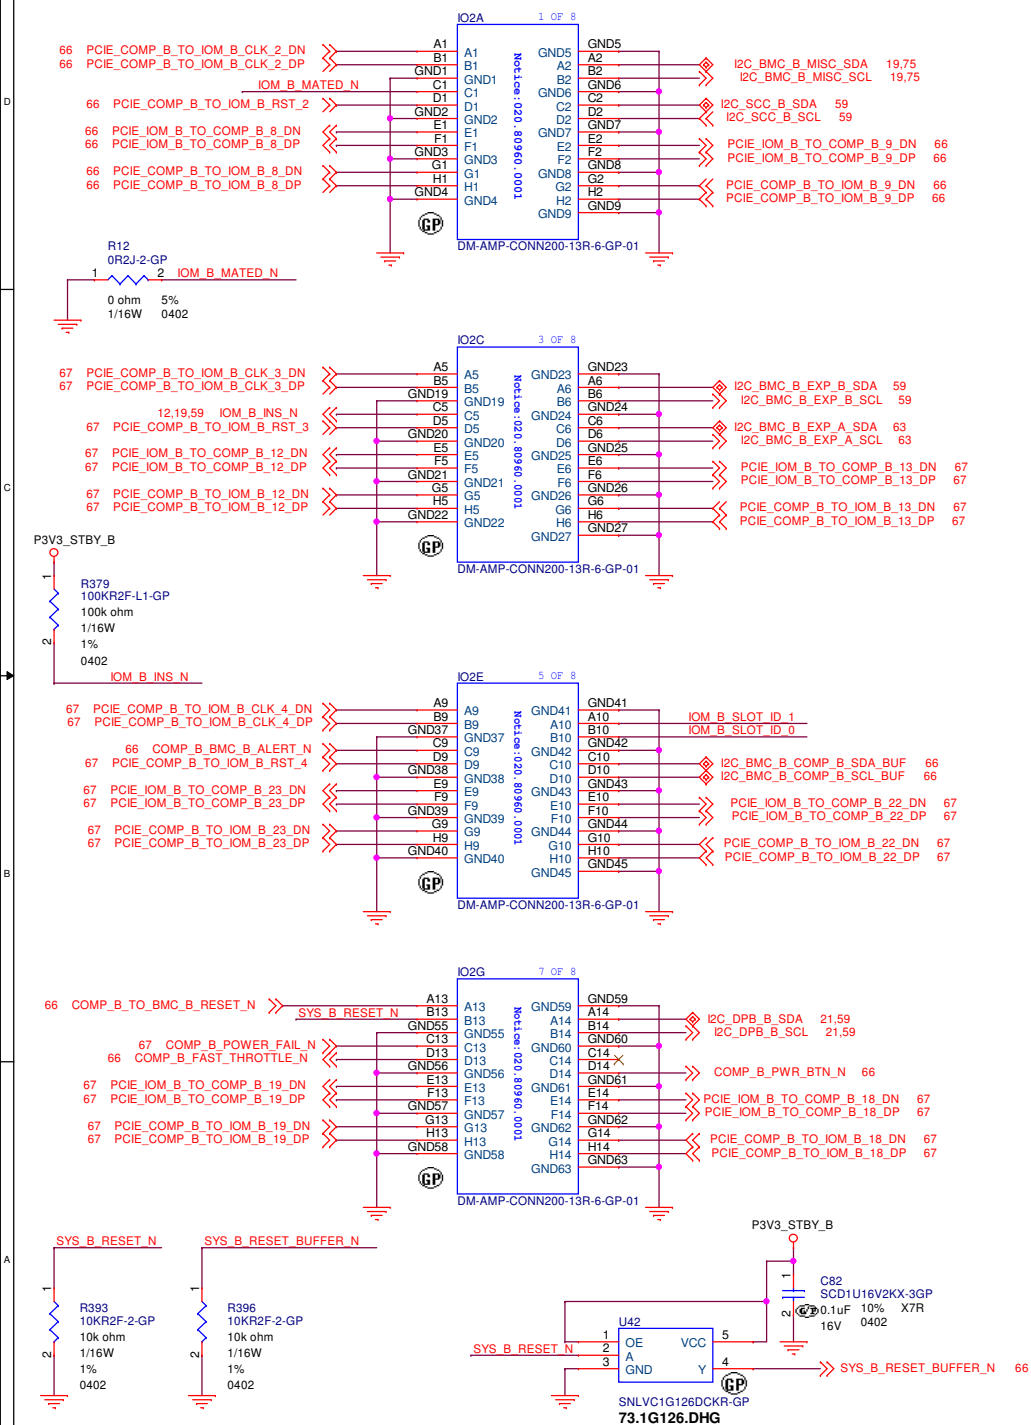 IO2A 1 OF 8
66 PCIE_COMP_B_TO_IOM_B_CLK_2_DN A1 A1 GND5 GND5
66 PCIE_COMP_B_TO_IOM_B_CLK_2_DP B1 B1 A2 A2 I2C_BMC_B_MISC_SDA 19,75
GND1 GND1 B2 B2 I2C_BMC_B_MISC_SCL 19,75
IOM_B_MATED_N C1 C1 GND6 GND6
66 PCIE_COMP_B_TO_IOM_B_RST_2 D1 D1 C2 C2 I2C_SCC_B_SDA 59
GND2 GND2 D2 D2 I2C_SCC_B_SCL 59
66 PCIE_IOM_B_TO_COMP_B_8_DN E1 E1 GND7 GND7
66 PCIE_IOM_B_TO_COMP_B_8_DP F1 F1 E2 E2 PCIE_IOM_B_TO_COMP_B_9_DN 66
GND3 GND3 F2 F2 PCIE_IOM_B_TO_COMP_B_9_DP 66
66 PCIE_COMP_B_TO_IOM_B_8_DN G1 G1 GND8 GND8
66 PCIE_COMP_B_TO_IOM_B_8_DP H1 H1 G2 G2 PCIE_COMP_B_TO_IOM_B_9_DN 66
GND4 GND4 H2 H2 PCIE_COMP_B_TO_IOM_B_9_DP 66
GND9 GND9
Notice:020.80960.0001
GP
DM-AMP-CONN200-13R-6-GP-01
D
R12
0R2J-2-GP
1 2 IOM_B_MATED_N
0 ohm 5%
1/16W 0402
IO2C 3 OF 8
67 PCIE_COMP_B_TO_IOM_B_CLK_3_DN A5 A5 GND23 GND23
67 PCIE_COMP_B_TO_IOM_B_CLK_3_DP B5 B5 A6 A6 I2C_BMC_B_EXP_B_SDA 59
GND19 GND19 B6 B6 I2C_BMC_B_EXP_B_SCL 59
12,19,59 IOM_B_INS_N C5 C5 GND24 GND24
67 PCIE_COMP_B_TO_IOM_B_RST_3 D5 D5 C6 C6 I2C_BMC_B_EXP_A_SDA 63
GND20 GND20 D6 D6 I2C_BMC_B_EXP_A_SCL 63
67 PCIE_IOM_B_TO_COMP_B_12_DN E5 E5 GND25 GND25
67 PCIE_IOM_B_TO_COMP_B_12_DP F5 F5 E6 E6 PCIE_IOM_B_TO_COMP_B_13_DN 67
GND21 GND21 F6 F6 PCIE_IOM_B_TO_COMP_B_13_DP 67
67 PCIE_COMP_B_TO_IOM_B_12_DN G5 G5 GND26 GND26
67 PCIE_COMP_B_TO_IOM_B_12_DP H5 H5 G6 G6 PCIE_COMP_B_TO_IOM_B_13_DN 67
GND22 GND22 H6 H6 PCIE_COMP_B_TO_IOM_B_13_DP 67
GND27 GND27
Notice:020.80960.0001
GP
DM-AMP-CONN200-13R-6-GP-01
C
P3V3_STBY_B
1
R379
100KR2F-L1-GP
100k ohm
1/16W
2
1%
0402
IOM_B_INS_N
IO2E 5 OF 8
67 PCIE_COMP_B_TO_IOM_B_CLK_4_DN A9 A9 GND41 GND41
67 PCIE_COMP_B_TO_IOM_B_CLK_4_DP B9 B9 A10 A10 IOM_B_SLOT_ID_1
GND37 GND37 B10 B10 IOM_B_SLOT_ID_0
66 COMP_B_BMC_B_ALERT_N C9 C9 GND42 GND42
67 PCIE_COMP_B_TO_IOM_B_RST_4 D9 D9 C10 C10 I2C_BMC_B_COMP_B_SDA_BUF 66
GND38 GND38 D10 D10 I2C_BMC_B_COMP_B_SCL_BUF 66
67 PCIE_IOM_B_TO_COMP_B_23_DN E9 E9 GND43 GND43
67 PCIE_IOM_B_TO_COMP_B_23_DP F9 F9 E10 E10 PCIE_IOM_B_TO_COMP_B_22_DN 67
GND39 GND39 F10 F10 PCIE_IOM_B_TO_COMP_B_22_DP 67
67 PCIE_COMP_B_TO_IOM_B_23_DN G9 G9 GND44 GND44
67 PCIE_COMP_B_TO_IOM_B_23_DP H9 H9 G10 G10 PCIE_COMP_B_TO_IOM_B_22_DN 67
GND40 GND40 H10 H10 PCIE_COMP_B_TO_IOM_B_22_DP 67
GND45 GND45
Notice:020.80960.0001
GP
DM-AMP-CONN200-13R-6-GP-01
B
IO2G 7 OF 8
66 COMP_B_TO_BMC_B_RESET_N A13 A13 GND59 GND59
SYS_B_RESET_N B13 B13 A14 A14 I2C_DPB_B_SDA 21,59
GND55 GND55 B14 B14 I2C_DPB_B_SCL 21,59
67 COMP_B_POWER_FAIL_N C13 C13 GND60 GND60
66 COMP_B_FAST_THROTTLE_N D13 D13 C14 C14
GND56 GND56 D14 D14 COMP_B_PWR_BTN_N 66
67 PCIE_IOM_B_TO_COMP_B_19_DN E13 E13 GND61 GND61
67 PCIE_IOM_B_TO_COMP_B_19_DP F13 F13 E14 E14 PCIE_IOM_B_TO_COMP_B_18_DN 67
GND57 GND57 F14 F14 PCIE_IOM_B_TO_COMP_B_18_DP 67
67 PCIE_COMP_B_TO_IOM_B_19_DN G13 G13 GND62 GND62
67 PCIE_COMP_B_TO_IOM_B_19_DP H13 H13 G14 G14 PCIE_COMP_B_TO_IOM_B_18_DN 67
GND58 GND58 H14 H14 PCIE_COMP_B_TO_IOM_B_18_DP 67
GND63 GND63
Notice:020.80960.0001
GP
DM-AMP-CONN200-13R-6-GP-01
A
SYS_B_RESET_N
1
R393
10KR2F-2-GP
10k ohm
1/16W
2
1%
0402
SYS_B_RESET_BUFFER_N
1
R396
10KR2F-2-GP
10k ohm
1/16W
2
1%
0402
P3V3_STBY_B
1
C82
SCD1U16V2KX-3GP
2 GP 0.1uF 10% X7R
16V 0402
U42
1 OE VCC 5
SYS_B_RESET_N 2 A
3 GND Y 4 SYS_B_RESET_BUFFER_N 66
GP
SNLVC1G126DCKR-GP
73.1G126.DHG